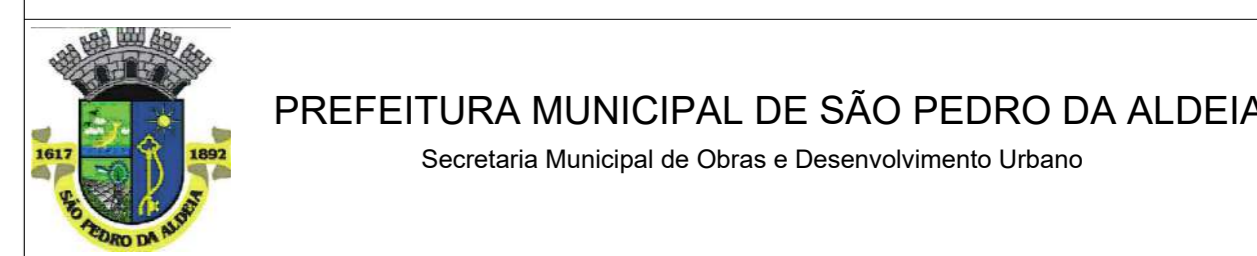 PREFEITURA MUNICIPAL DE SÃO PEDRO DA ALDEIA
Secretaria Municipal de Obras e Desenvolvimento Urbano
1617 1892
SÃO PEDRO DA ALDEIA